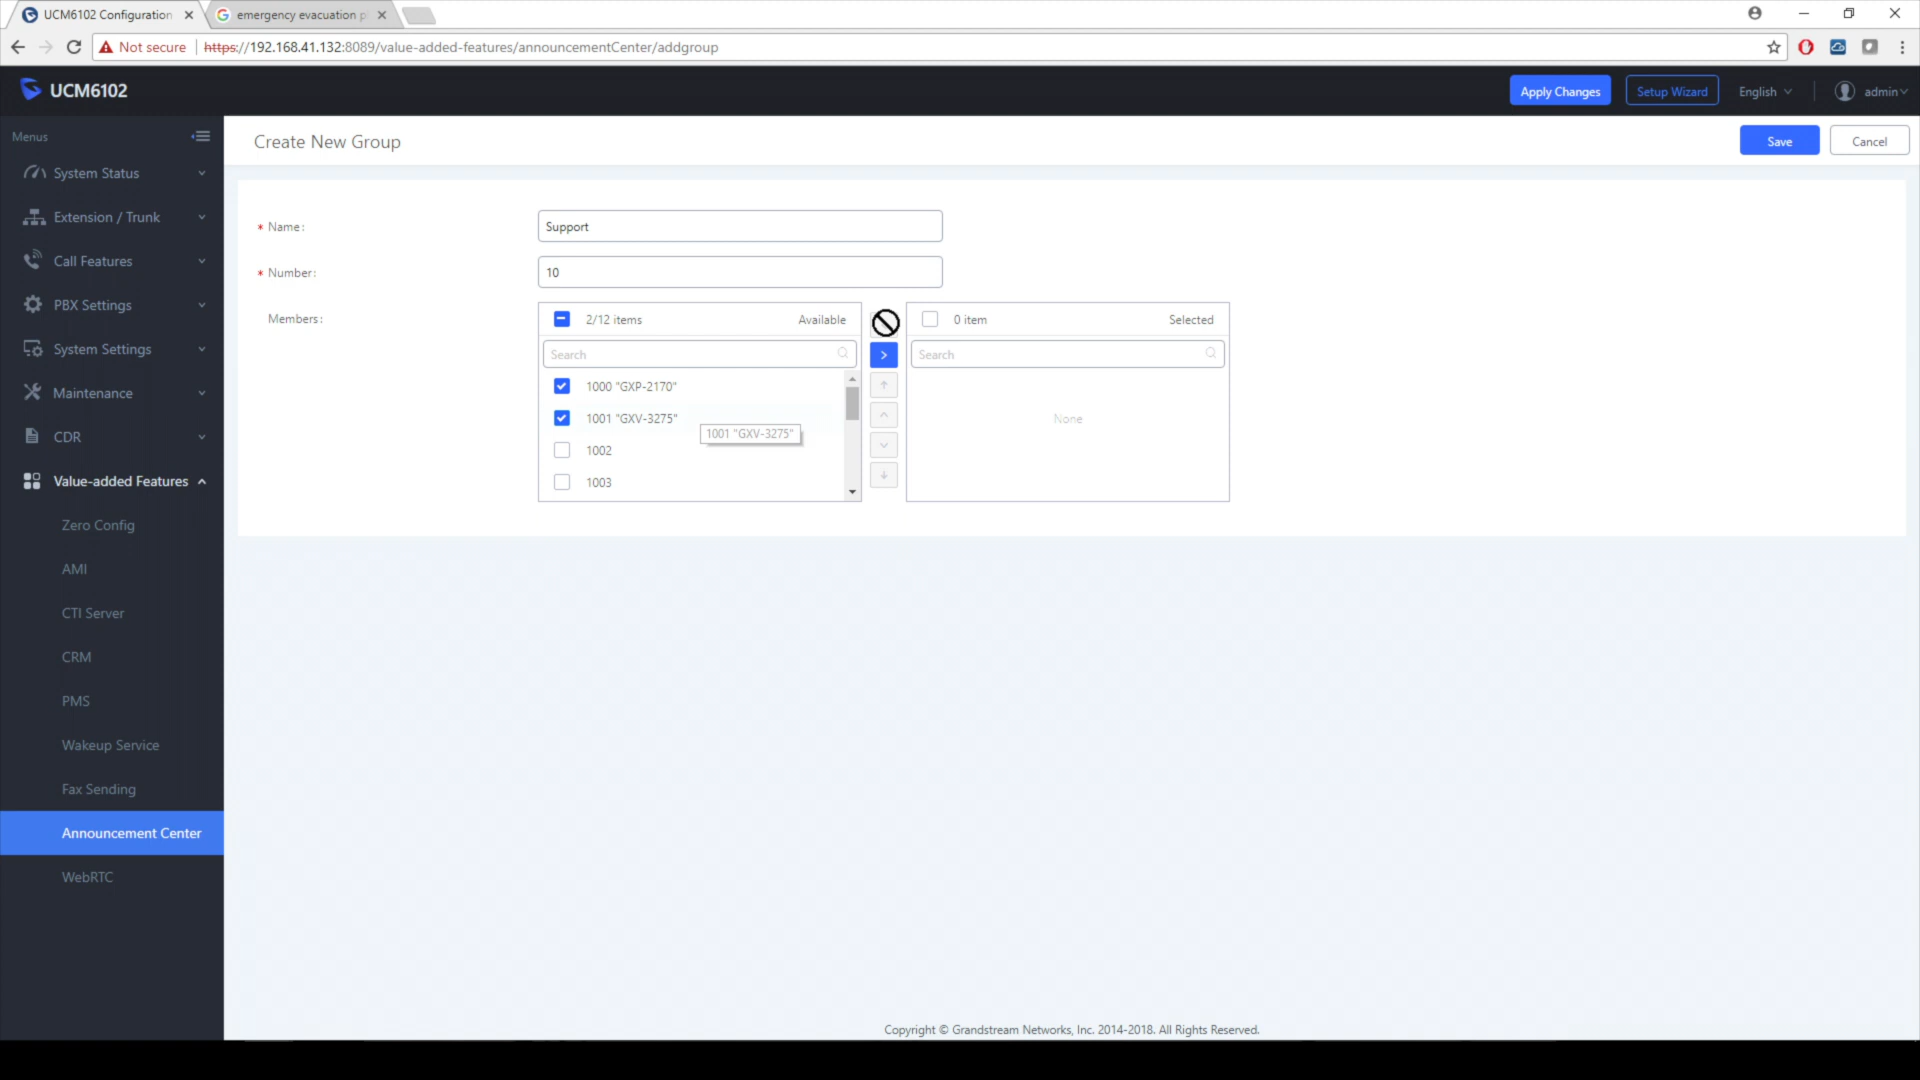 UCM6102 Configuration
emergency evacuation p
Not secure | https://192.168.41.132:8089/value-added-features/announcementCenter/addgroup
UCM6102
Apply Changes
Setup Wizard
English
admin
Menus
Create New Group
Save
Cancel
System Status
Extension / Trunk
Call Features
PBX Settings
System Settings
Maintenance
CDR
Value-added Features
Zero Config
AMI
CTI Server
CRM
PMS
Wakeup Service
Fax Sending
Announcement Center
WebRTC
* Name:
Support
* Number:
10
Members:
2/12 items
Available
Search
1000 "GXP-2170"
1001 "GXV-3275"
1001 "GXV-3275"
1002
1003
0 item
Selected
Search
None
Copyright © Grandstream Networks, Inc. 2014-2018. All Rights Reserved.